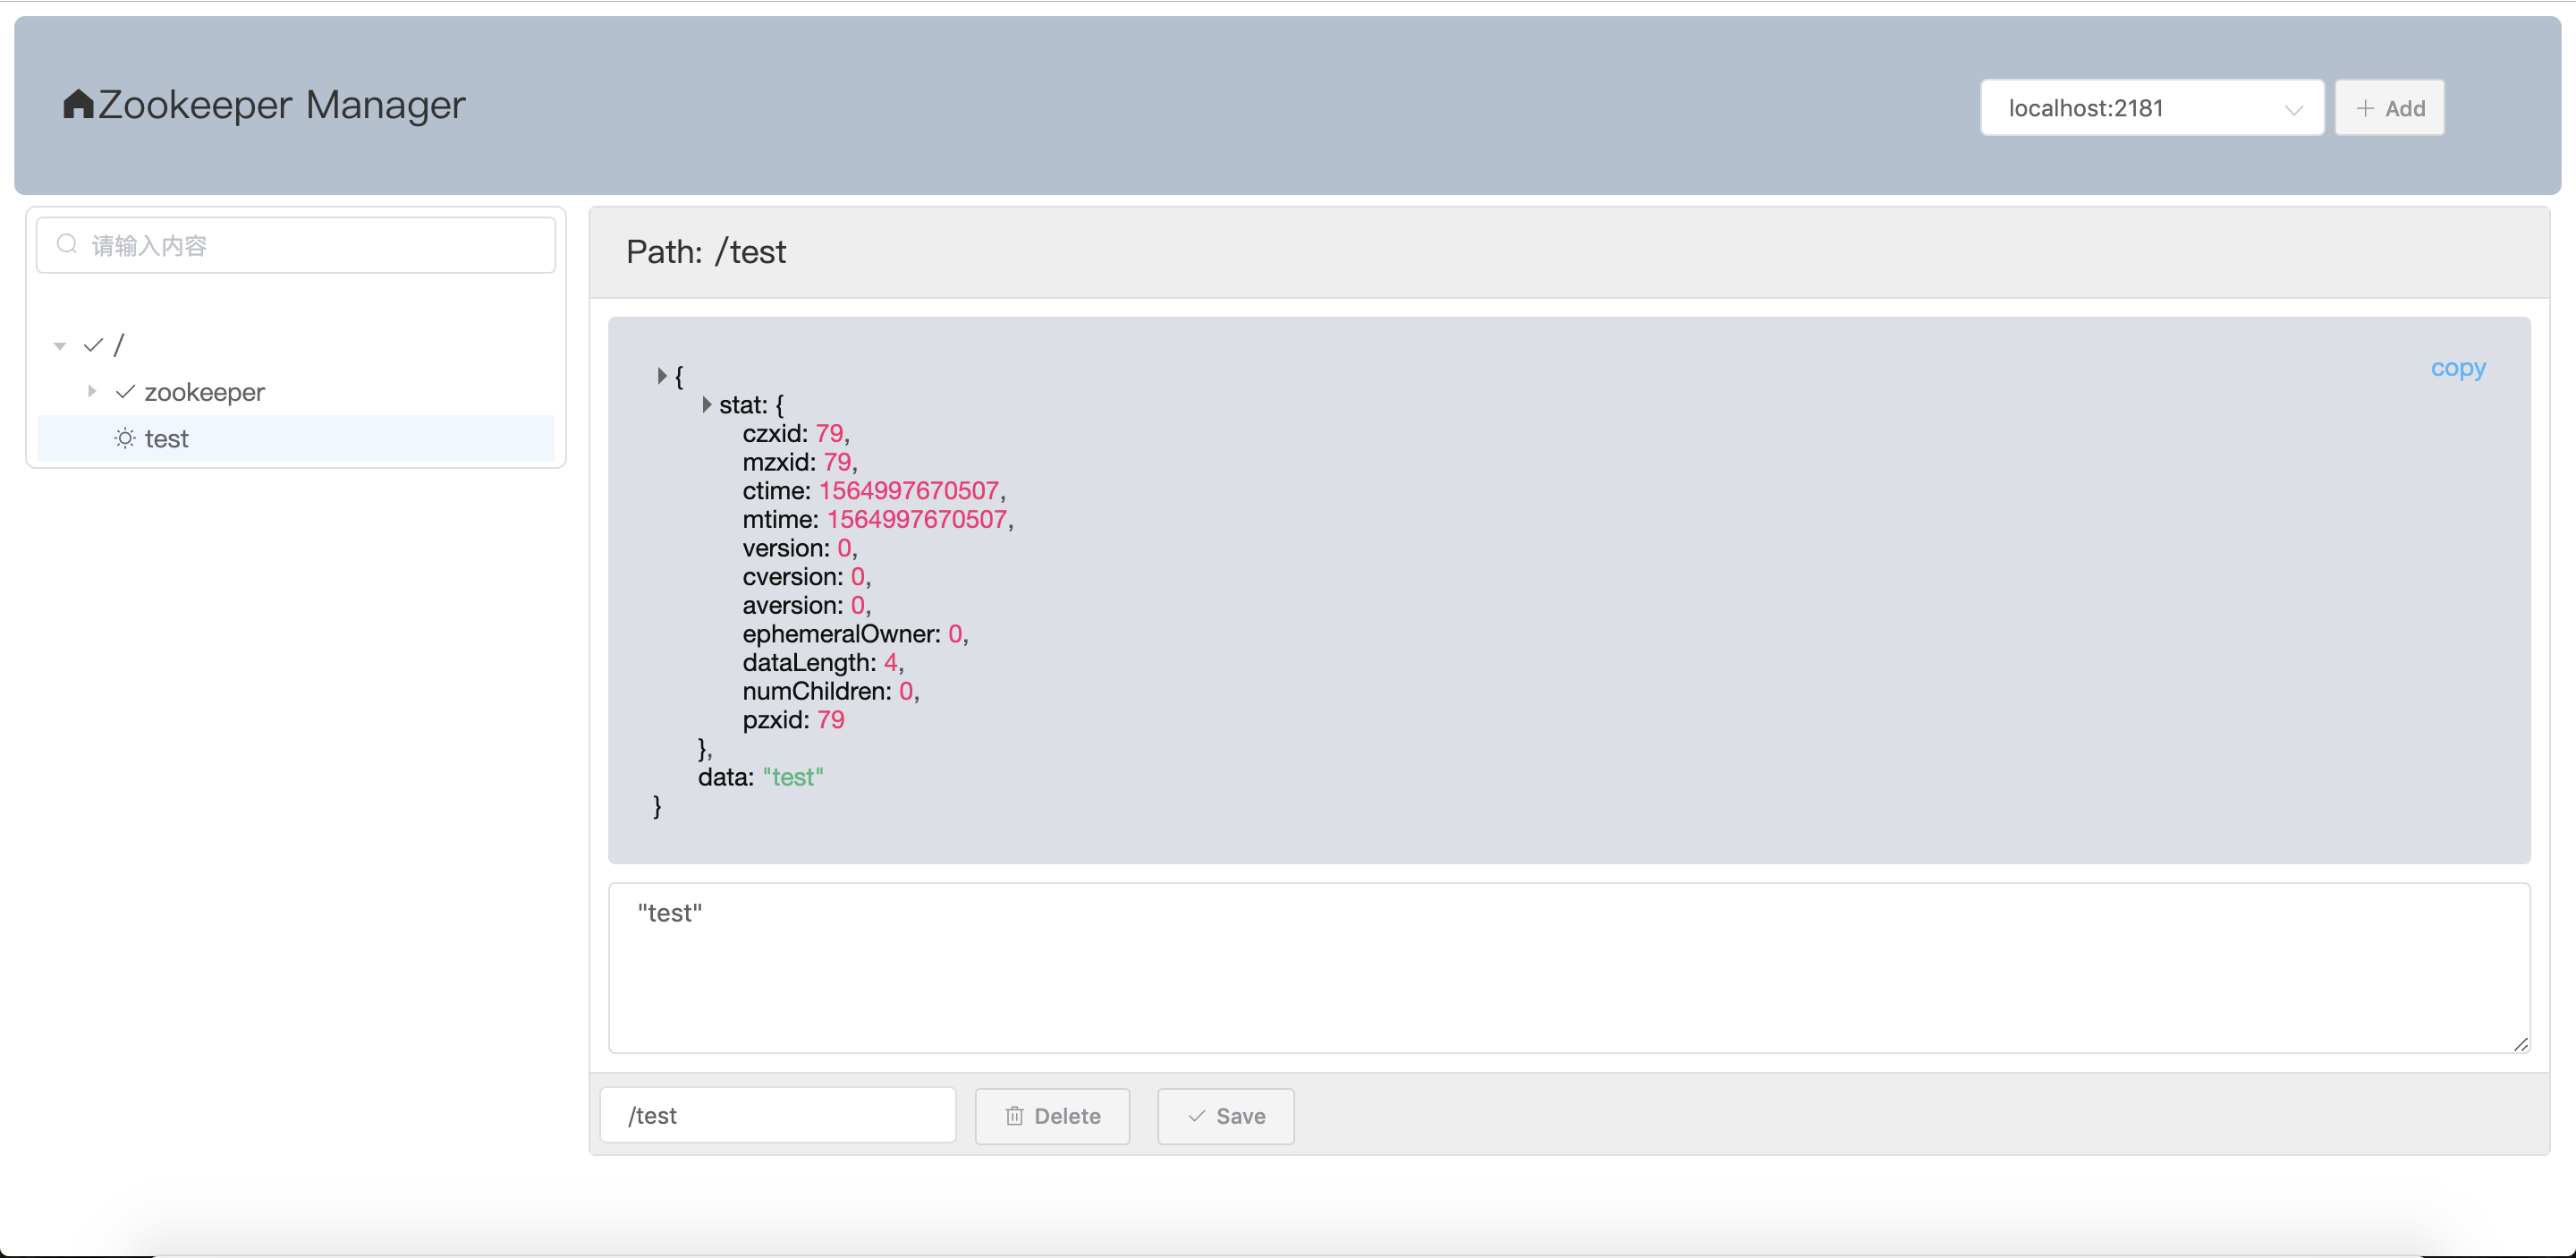 Zookeeper Manager
localhost:2181
Add
请输入内容
/
zookeeper
test
Path: /test
copy
{
stat: {
czxid: 79,
mzxid: 79,
ctime: 1564997670507,
mtime: 1564997670507,
version: 0,
cversion: 0,
aversion: 0,
ephemeralOwner: 0,
dataLength: 4,
numChildren: 0,
pzxid: 79
},
data: "test"
}
"test"
/test
Delete
Save